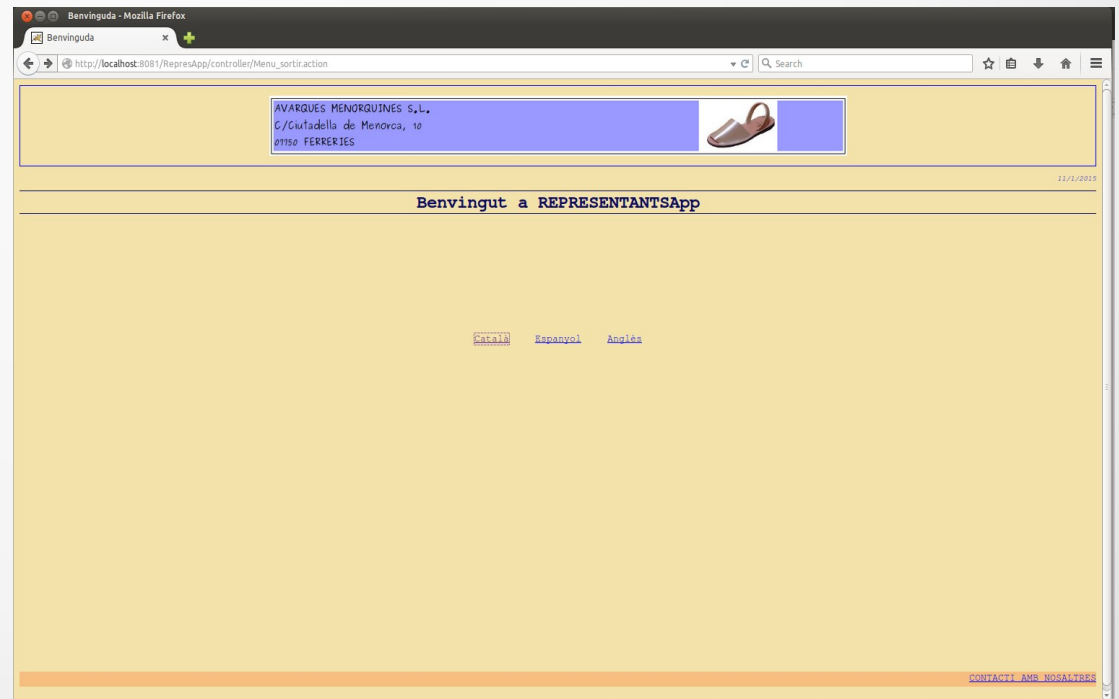 Benvinguda - Mozilla Firefox
Benvinguda
http://localhost:8081/RepresApp/controller/Menu_sortir.action
Search
AVARQUES MENORQUINES S.L.
C/Ciutadella de Menorca, 10
07750 FERRERIES
11/1/2015
Benvingut a REPRESENTANTSApp
Català Espanyol Anglès
CONTACTI AMB NOSALTRES